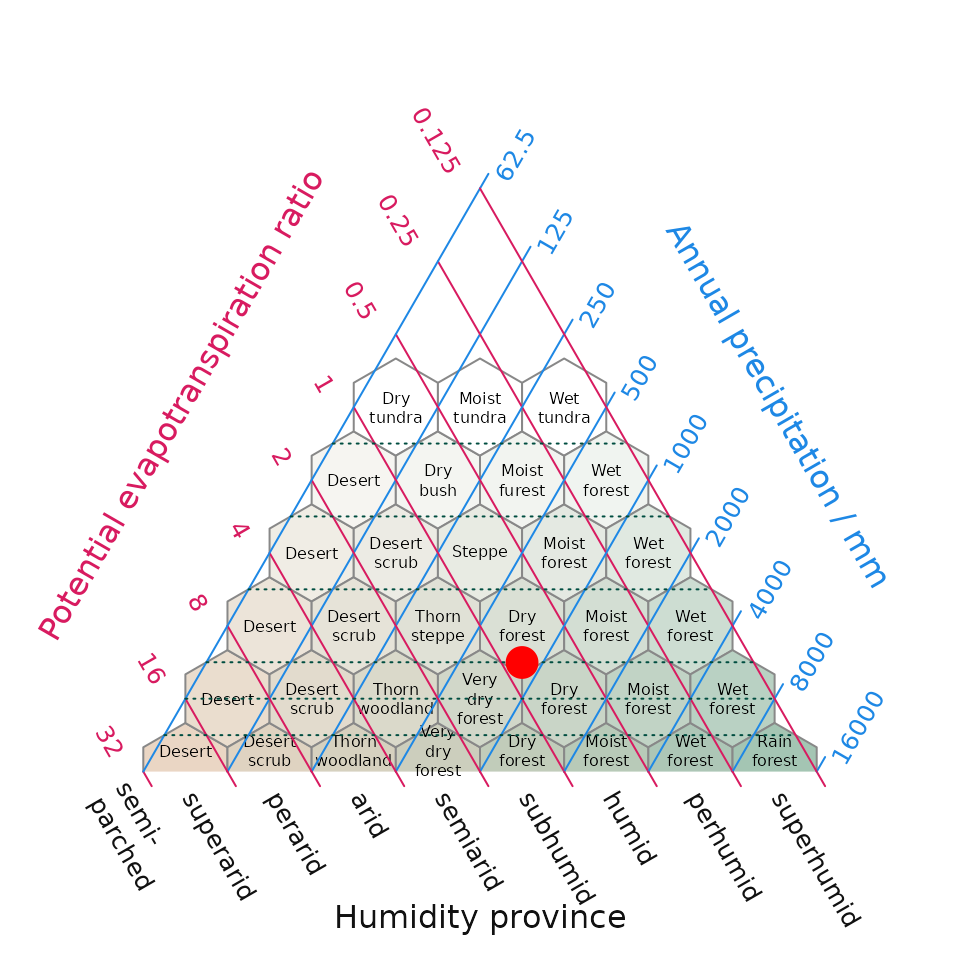 0.125
62.5
0.25
125
0.5
250
1
500
2
1000
4
2000
8
4000
16
8000
32
16000
Potential evapotranspiration ratio
Annual precipitation / mm
Dry
tundra
Moist
tundra
Wet
tundra
Desert
Dry
bush
Moist
furest
Wet
forest
Desert
Desert
scrub
Steppe
Moist
forest
Wet
forest
Desert
Desert
scrub
Thorn
steppe
Dry
forest
Moist
forest
Wet
forest
Desert
Desert
scrub
Thorn
woodland
Very
dry
forest
Dry
forest
Moist
forest
Wet
forest
Desert
Desert
scrub
Thorn
woodland
Very
dry
forest
Dry
forest
Moist
forest
Wet
forest
Rain
forest
semi-
parched
superarid
perarid
arid
semiarid
subhumid
humid
perhumid
superhumid
Humidity province